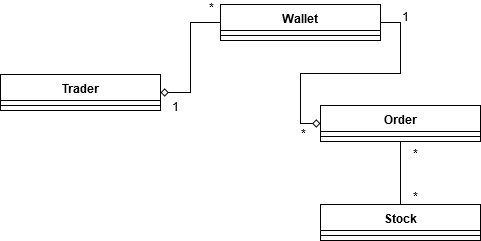 * Wallet 1
Trader
1
* Order
*
*
Stock